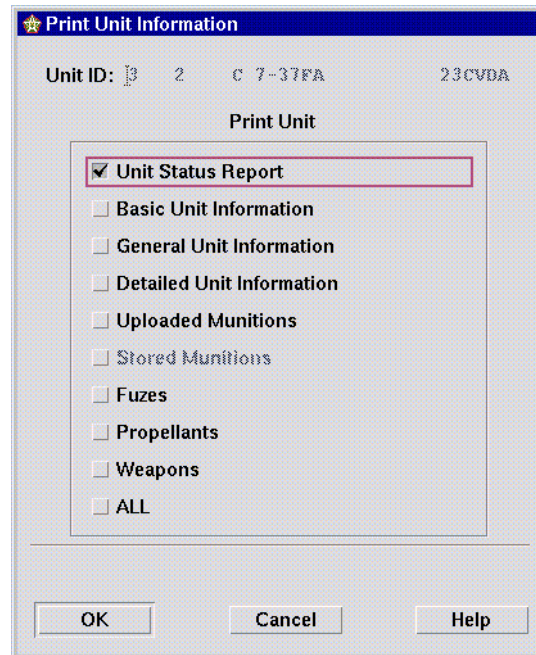 Print Unit Information
Unit ID: 3 2 C 7-37FA 23CVDA
Print Unit
Unit Status Report
Basic Unit Information
General Unit Information
Detailed Unit Information
Uploaded Munitions
Stored Munitions
Fuzes
Propellants
Weapons
ALL
OK Cancel Help